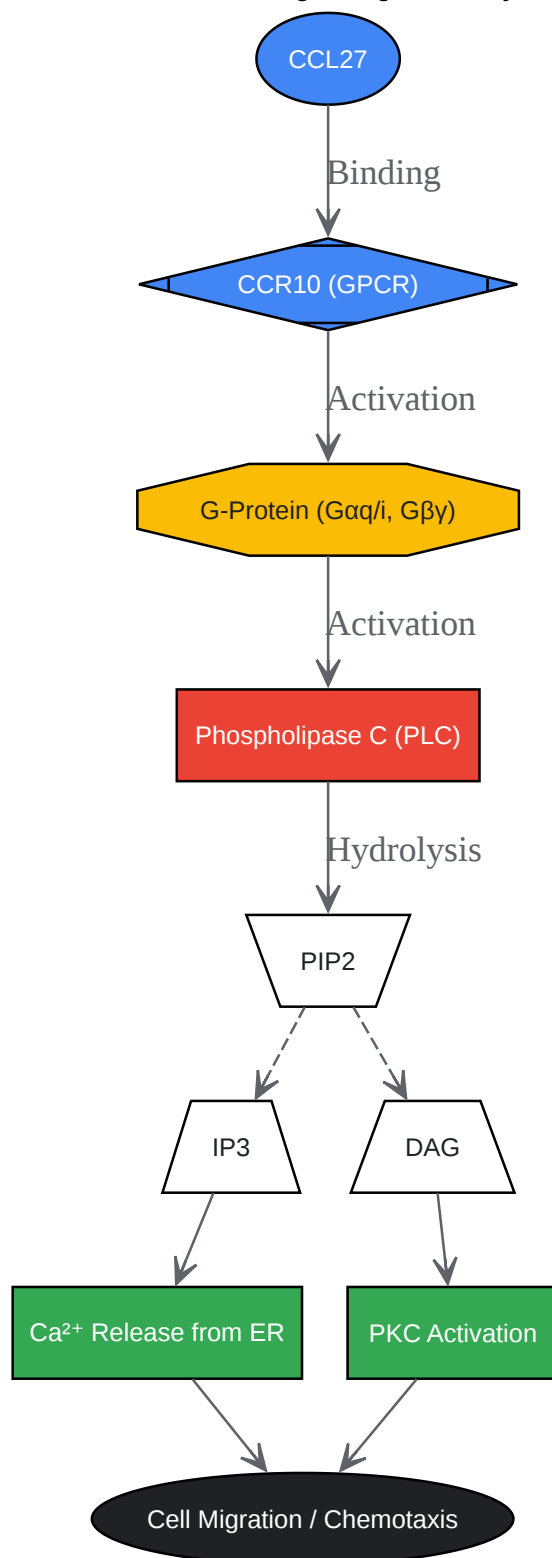 CCL27
Binding
CCR10 (GPCR)
Activation
G-Protein (Gαq/i, Gβγ)
Activation
Phospholipase C (PLC)
Hydrolysis
PIP2
IP3
DAG
Ca²⁺ Release from ER
PKC Activation
Cell Migration / Chemotaxis